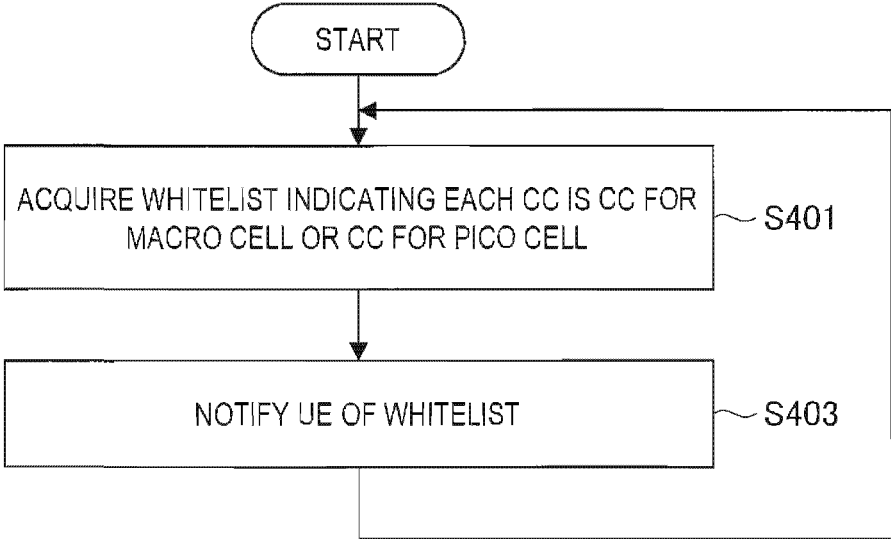 START
ACQUIRE WHITELIST INDICATING EACH CC IS CC FOR
MACRO CELL OR CC FOR PICO CELL
S401
NOTIFY UE OF WHITELIST
S403